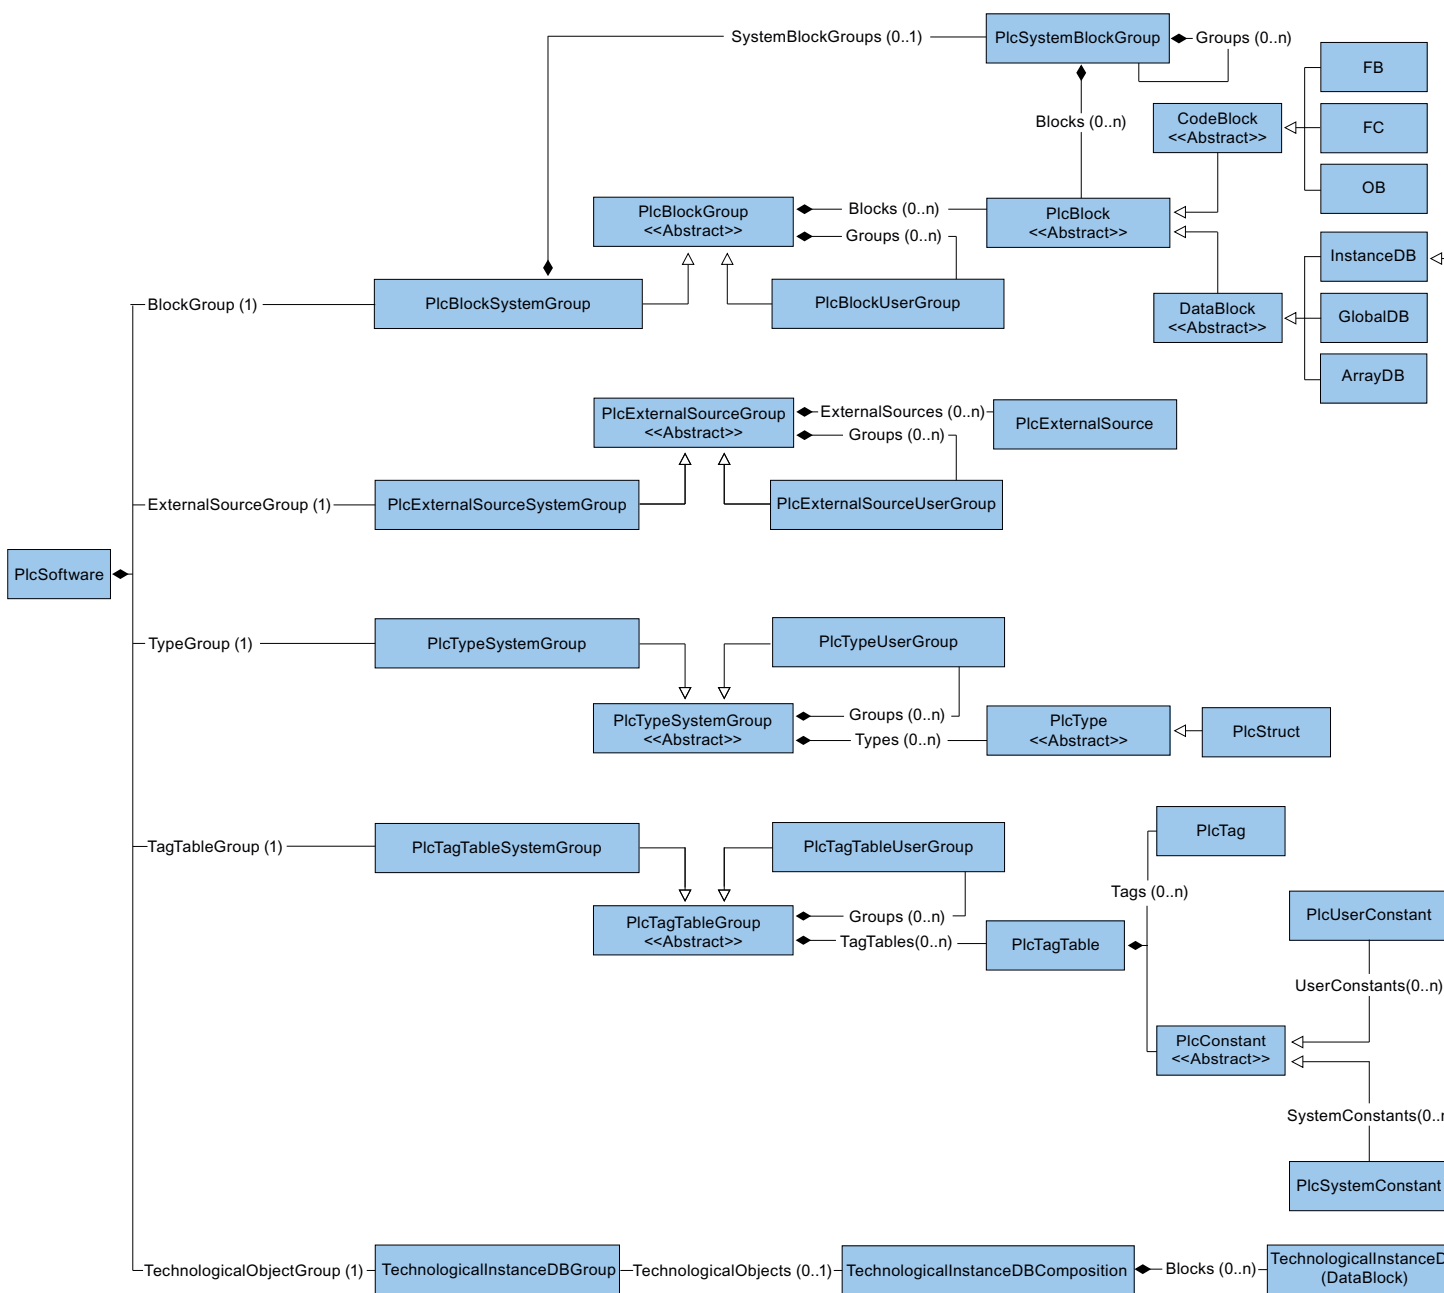 SystemBlockGroups (0..1)
PlcSystemBlockGroup
Groups (0..n)
FB
Blocks (0..n)
CodeBlock
<<Abstract>>
FC
OB
PlcBlockGroup
<<Abstract>>
Blocks (0..n)
Groups (0..n)
PlcBlock
<<Abstract>>
InstanceDB
BlockGroup (1)
PlcBlockSystemGroup
PlcBlockUserGroup
DataBlock
<<Abstract>>
GlobalDB
ArrayDB
PlcExternalSourceGroup
<<Abstract>>
ExternalSources (0..n)
Groups (0..n)
PlcExternalSource
ExternalSourceGroup (1)
PlcExternalSourceSystemGroup
PlcExternalSourceUserGroup
PlcSoftware
TypeGroup (1)
PlcTypeSystemGroup
PlcTypeUserGroup
PlcTypeSystemGroup
<<Abstract>>
Groups (0..n)
Types (0..n)
PlcType
<<Abstract>>
PlcStruct
TagTableGroup (1)
PlcTagTableSystemGroup
PlcTagTableUserGroup
PlcTag
Tags (0..n)
PlcTagTableGroup
<<Abstract>>
Groups (0..n)
TagTables(0..n)
PlcTagTable
PlcUserConstant
UserConstants(0..n)
PlcConstant
<<Abstract>>
SystemConstants(0..n
PlcSystemConstant
TechnologicalObjectGroup (1)
TechnologicalInstanceDBGroup
TechnologicalObjects (0..1)
TechnologicalInstanceDBComposition
Blocks (0..n)
(DataBlock)